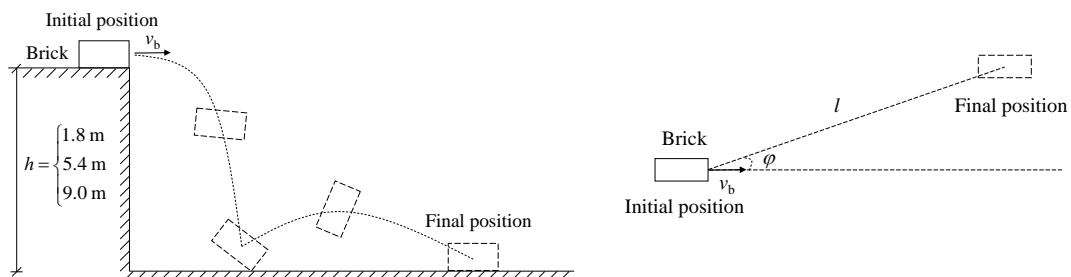 Initial position
v_b
Brick
h = { 1.8 m
5.4 m
9.0 m
Final position
Final position
l
Brick
φ
v_b
Initial position